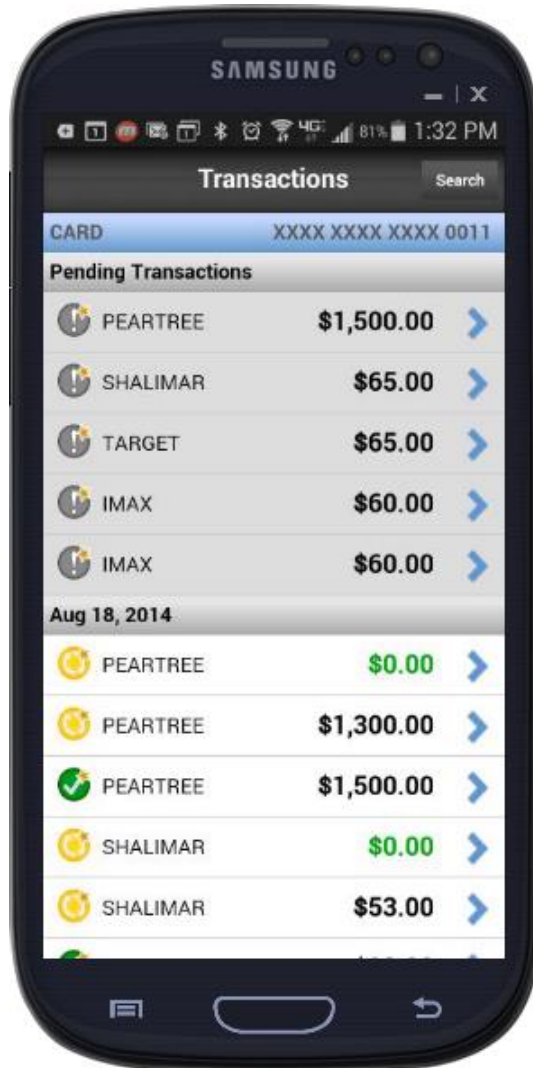 SAMSUNG
81% 1:32 PM
Transactions Search
CARD XXXX XXXX XXXX 0011
Pending Transactions
PEARTREE $1,500.00
SHALIMAR $65.00
TARGET $65.00
IMAX $60.00
IMAX $60.00
Aug 18, 2014
PEARTREE $0.00
PEARTREE $1,300.00
PEARTREE $1,500.00
SHALIMAR $0.00
SHALIMAR $53.00